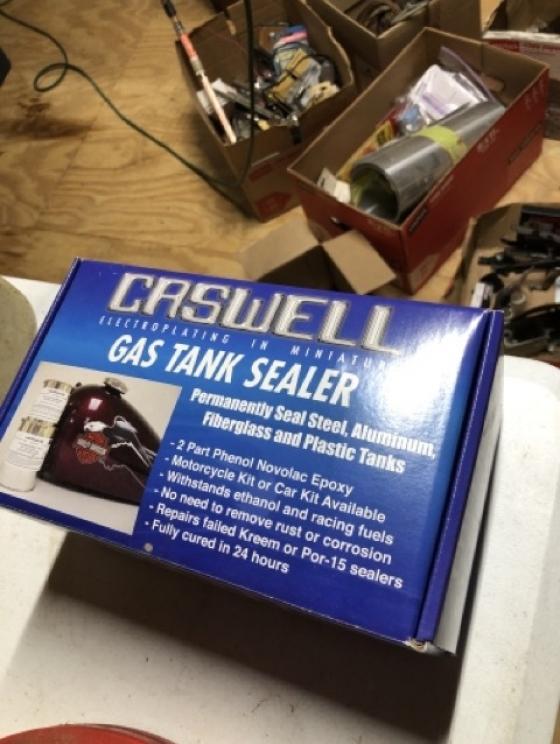 CASWELL
ELECTROPLATING IN MINIATURE
GAS TANK SEALER
Permanently Seal Steel, Aluminum,
Fiberglass and Plastic Tanks
- 2 Part Phenol Novolac Epoxy
- Motorcycle Kit or Car Kit Available
- Withstands ethanol and racing fuels
- No need to remove rust or corrosion
- Repairs failed Kreem or Por-15 sealers
- Fully cured in 24 hours